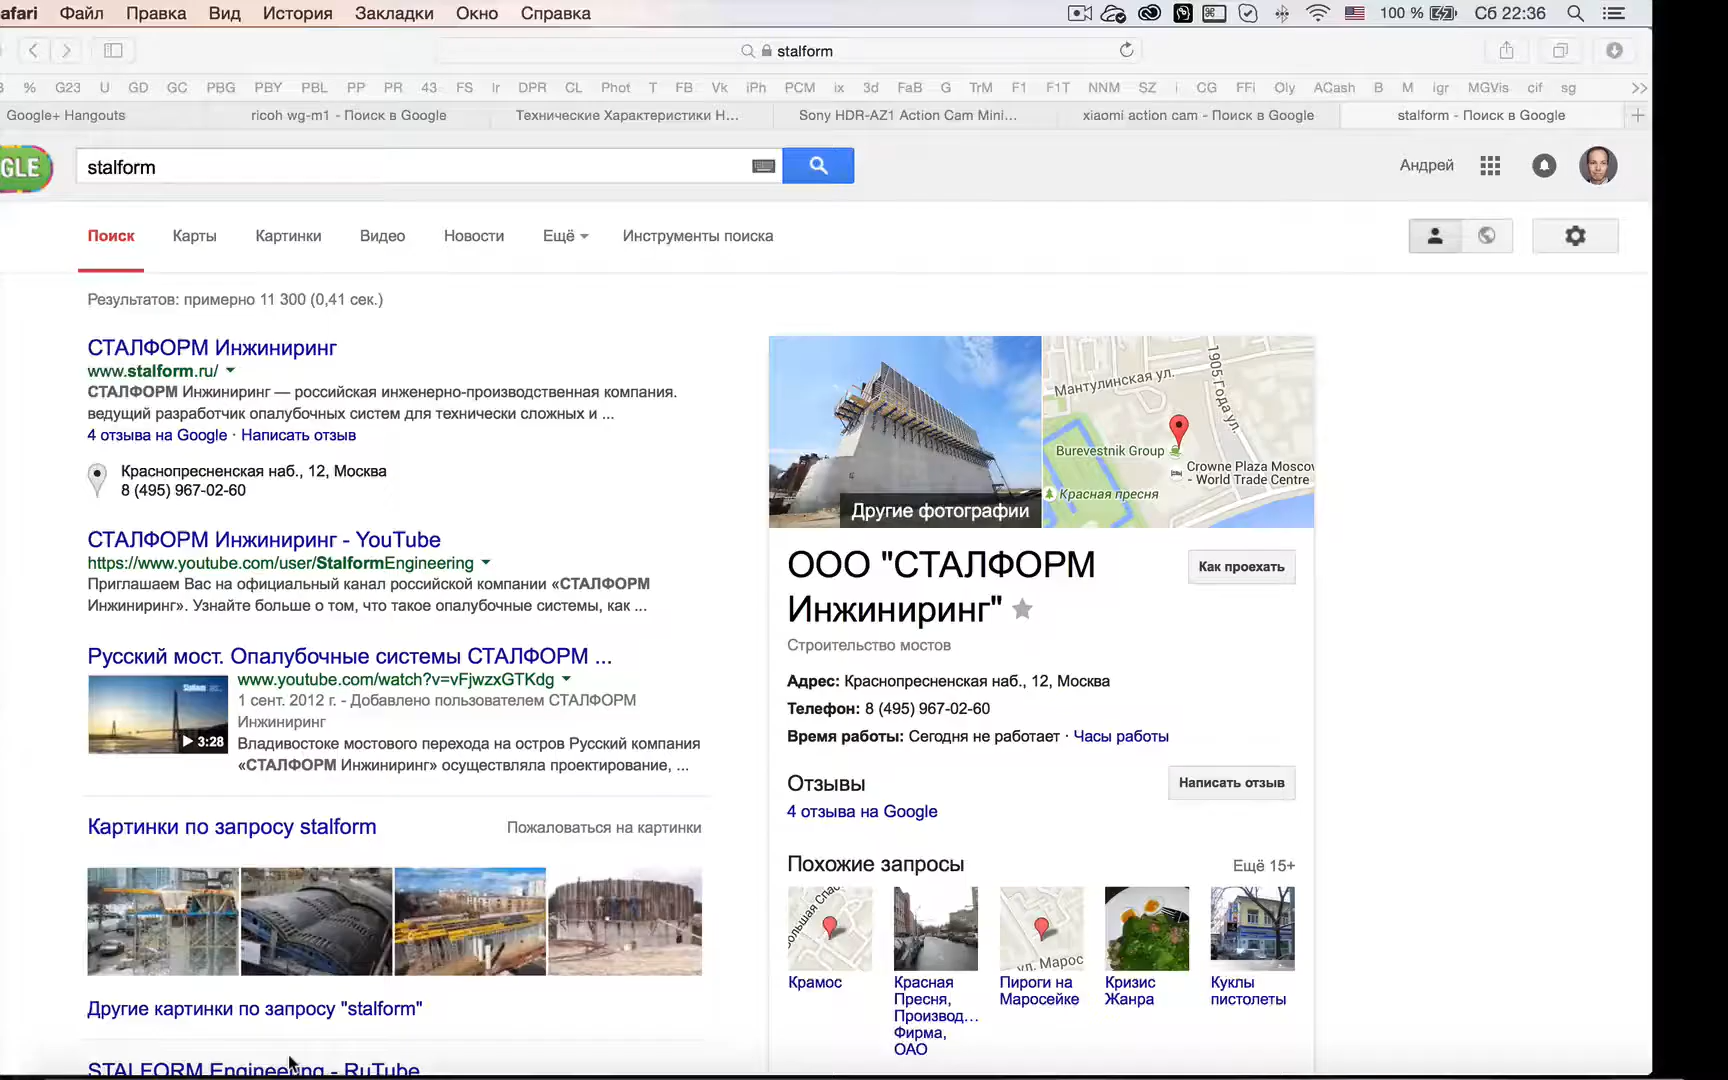 afari Файл Правка Вид История Закладки Окно Справка 100 % Сб 22:36
stalform
% G23 U GD GC PBG PBY PBL PP PR 43 FS Ir DPR CL Phot T FB Vk iPh PCM ix 3d FaB G TrM F1 F1T NNM SZ i CG FFi Oly ACash B M igr MGVis cif sg
Google+ Hangouts ricoh wg-m1 - Поиск в Google Технические Характеристики H... Sony HDR-AZ1 Action Cam Mini... xiaomi action cam - Поиск в Google stalform - Поиск в Google
GLE stalform Андрей
Поиск Карты Картинки Видео Новости Ещё Инструменты поиска
Результатов: примерно 11 300 (0,41 сек.)
СТАЛФОРМ Инжиниринг
www.stalform.ru/
СТАЛФОРМ Инжиниринг — российская инженерно-производственная компания.
ведущий разработчик опалубочных систем для технически сложных и ...
4 отзыва на Google · Написать отзыв
Краснопресненская наб., 12, Москва
8 (495) 967-02-60
СТАЛФОРМ Инжиниринг - YouTube
https://www.youtube.com/user/StalformEngineering
Приглашаем Вас на официальный канал российской компании «СТАЛФОРМ
Инжиниринг». Узнайте больше о том, что такое опалубочные системы, как ...
Русский мост. Опалубочные системы СТАЛФОРМ ...
www.youtube.com/watch?v=vFjwzxGTKdg
1 сент. 2012 г. - Добавлено пользователем СТАЛФОРМ
Инжиниринг
Владивостоке мостового перехода на остров Русский компания
«СТАЛФОРМ Инжиниринг» осуществляла проектирование, ...
Stalform
3:28
Картинки по запросу stalform Пожаловаться на картинки
Другие картинки по запросу "stalform"
STALFORM Engineering - RuTube
Другие фотографии
Мантулинская ул.
1905 Года ул.
Burevestnik Group
Crowne Plaza Moscov
- World Trade Centre
Красная пресня
ООО "СТАЛФОРМ
Инжиниринг"
Как проехать
Строительство мостов
Адрес: Краснопресненская наб., 12, Москва
Телефон: 8 (495) 967-02-60
Время работы: Сегодня не работает · Часы работы
Отзывы
Написать отзыв
4 отзыва на Google
Похожие запросы Ещё 15+
ольшая Спас
ул. Марос
Крамос
Красная
Пресня,
Производ...
Фирма,
ОАО
Пироги на
Маросейке
Кризис
Жанра
Куклы
пистолеты